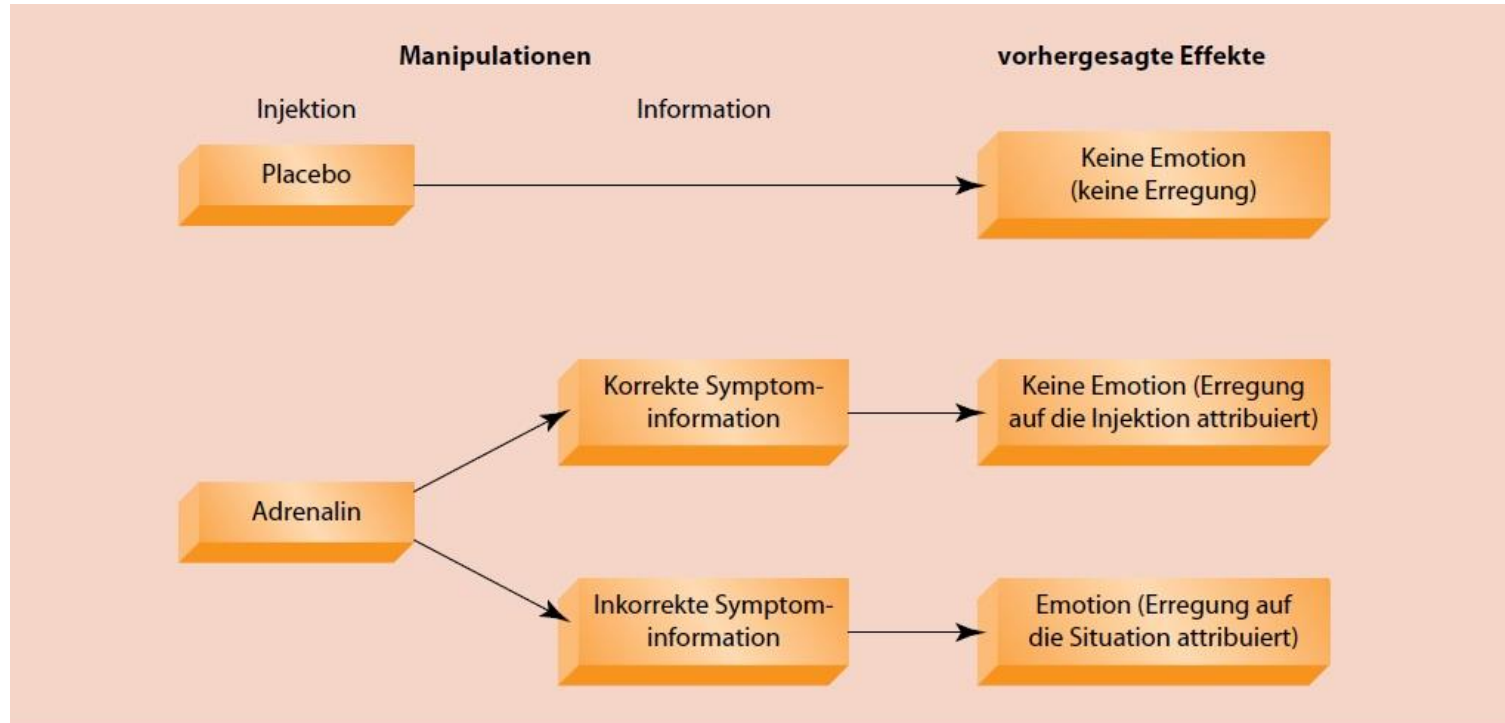 Manipulationen
vorhergesagte Effekte
Injektion
Information
Placebo
Keine Emotion
(keine Erregung)
Korrekte Symptom-
information
Keine Emotion (Erregung
auf die Injektion attribuiert)
Adrenalin
Inkorrekte Symptom-
information
Emotion (Erregung auf
die Situation attribuiert)